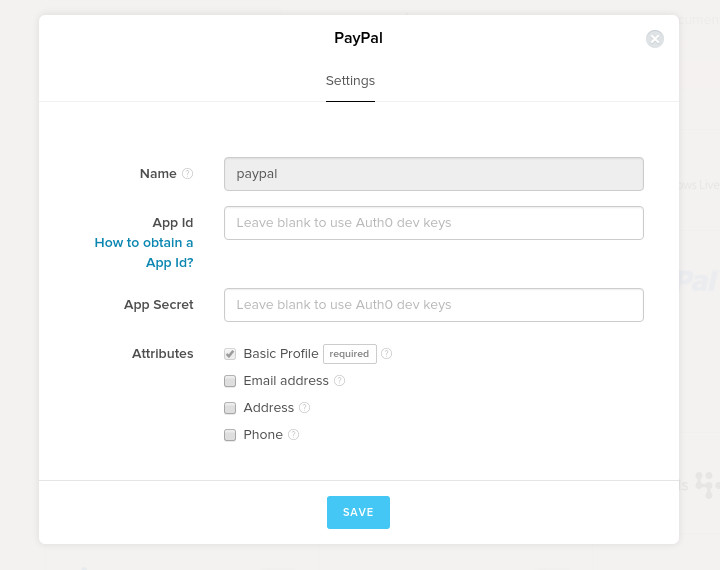 PayPal
Settings
Name
paypal
App Id
Leave blank to use Auth0 dev keys
How to obtain a
App Id?
App Secret
Leave blank to use Auth0 dev keys
Attributes
Basic Profile required
Email address
Address
Phone
SAVE